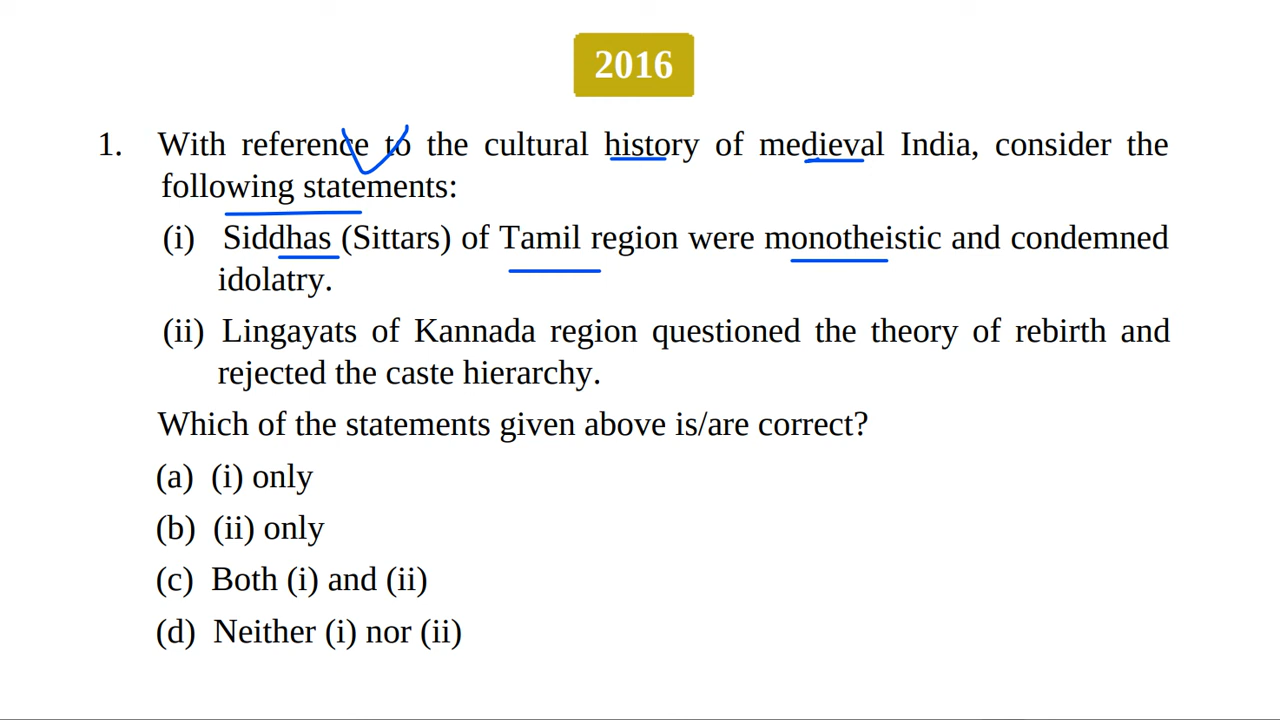 2016
1. With reference to the cultural history of medieval India, consider the
following statements:
(i) Siddhas (Sittars) of Tamil region were monotheistic and condemned
idolatry.
(ii) Lingayats of Kannada region questioned the theory of rebirth and
rejected the caste hierarchy.
Which of the statements given above is/are correct?
(a) (i) only
(b) (ii) only
(c) Both (i) and (ii)
(d) Neither (i) nor (ii)